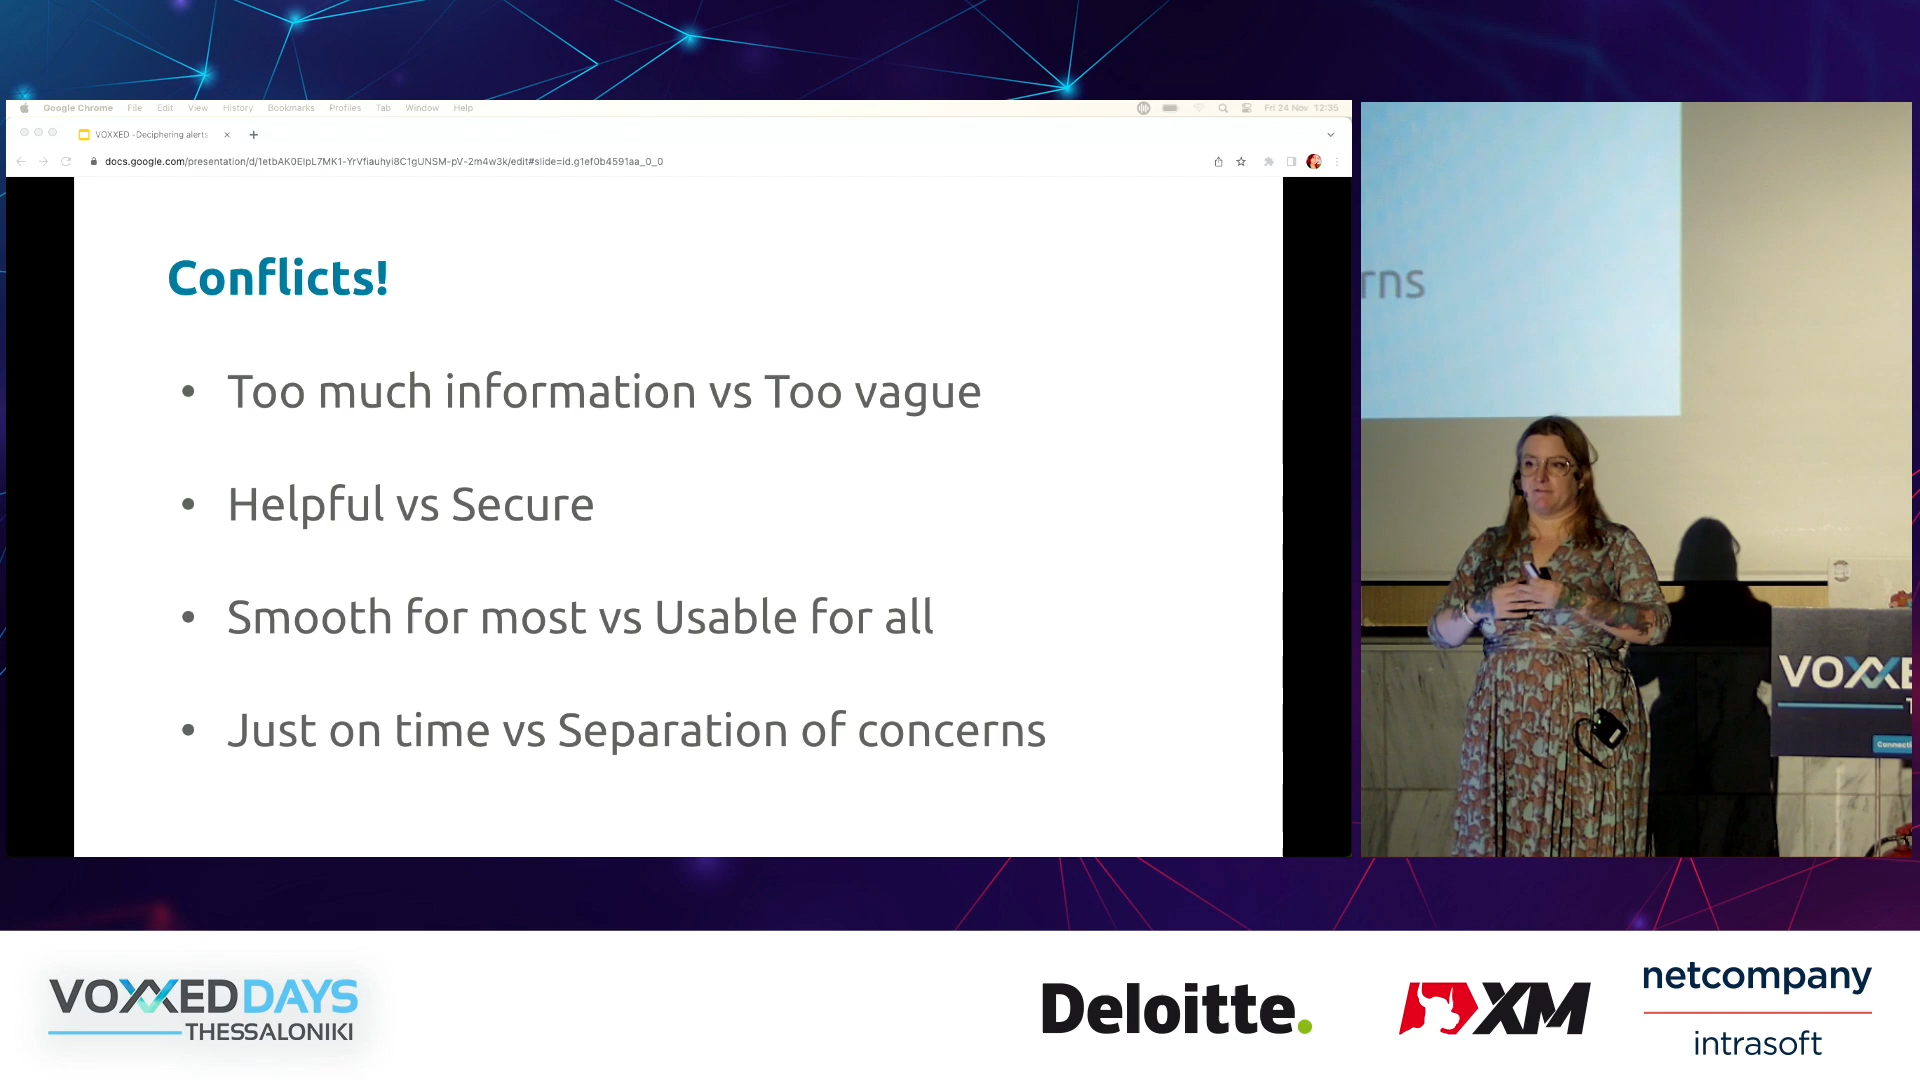 Google Chrome File Edit View History Bookmarks Profiles Tab Window Help
Fri 24 Nov 12:35
VOXXED -Deciphering alerts
docs.google.com/presentation/d/1etbAK0EIpL7MK1-YrVfiauhyi8C1gUNSM-pV-2m4w3k/edit#slide=id.g1ef0b4591aa_0_0
Conflicts!
• Too much information vs Too vague
• Helpful vs Secure
• Smooth for most vs Usable for all
• Just on time vs Separation of concerns
rns
VOXXE
T
Connecti
VOXXED DAYS
THESSALONIKI
Deloitte.
XM
netcompany
intrasoft